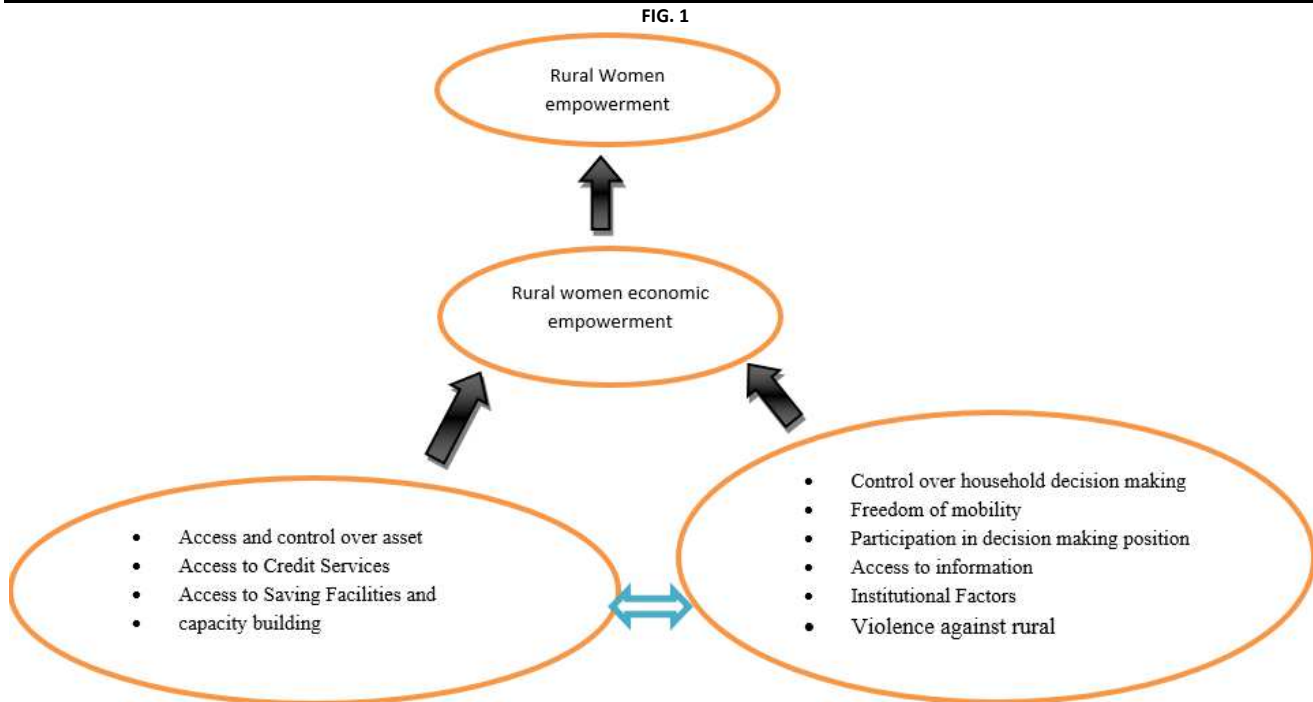 FIG. 1
Rural Women
empowerment
Rural women economic
empowerment
• Access and control over asset
• Access to Credit Services
• Access to Saving Facilities and
• capacity building
• Control over household decision making
• Freedom of mobility
• Participation in decision making position
• Access to information
• Institutional Factors
• Violence against rural